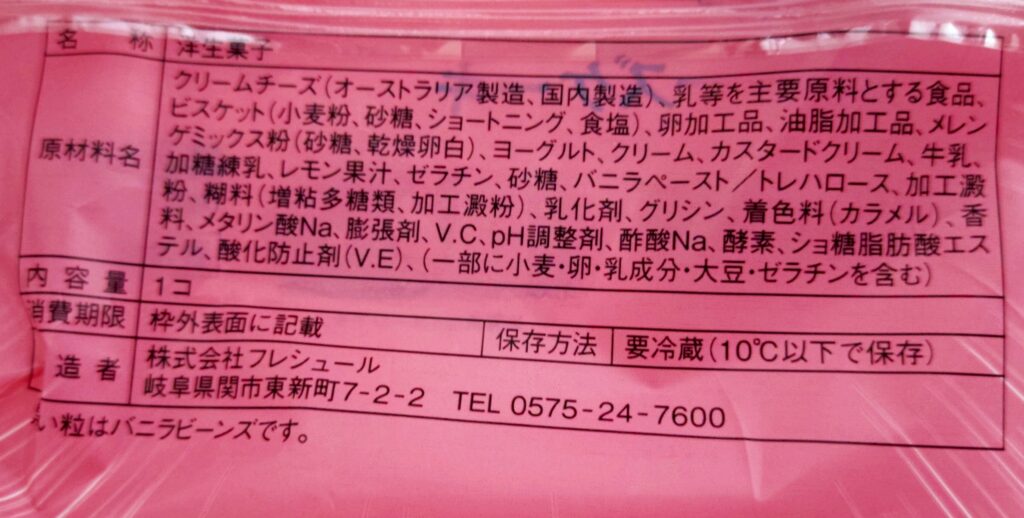 名称 洋生菓子
原材料名 クリームチーズ(オーストラリア製造、国内製造)、乳等を主要原料とする食品、
ビスケット(小麦粉、砂糖、ショートニング、食塩)、卵加工品、油脂加工品、メレン
ゲミックス粉(砂糖、乾燥卵白)、ヨーグルト、クリーム、カスタードクリーム、牛乳、
加糖練乳、レモン果汁、ゼラチン、砂糖、バニラペースト/トレハロース、加工澱
粉、糊料(増粘多糖類、加工澱粉)、乳化剤、グリシン、着色料(カラメル)、香
料、メタリン酸Na、膨張剤、V.C、pH調整剤、酢酸Na、酵素、ショ糖脂肪酸エス
テル、酸化防止剤(V.E)、(一部に小麦・卵・乳成分・大豆・ゼラチンを含む)
内容量 1コ
消費期限 枠外表面に記載 保存方法 要冷蔵(10℃以下で保存)
造者 株式会社フレシュール
岐阜県関市東新町7-2-2 TEL 0575-24-7600
い粒はバニラビーンズです。